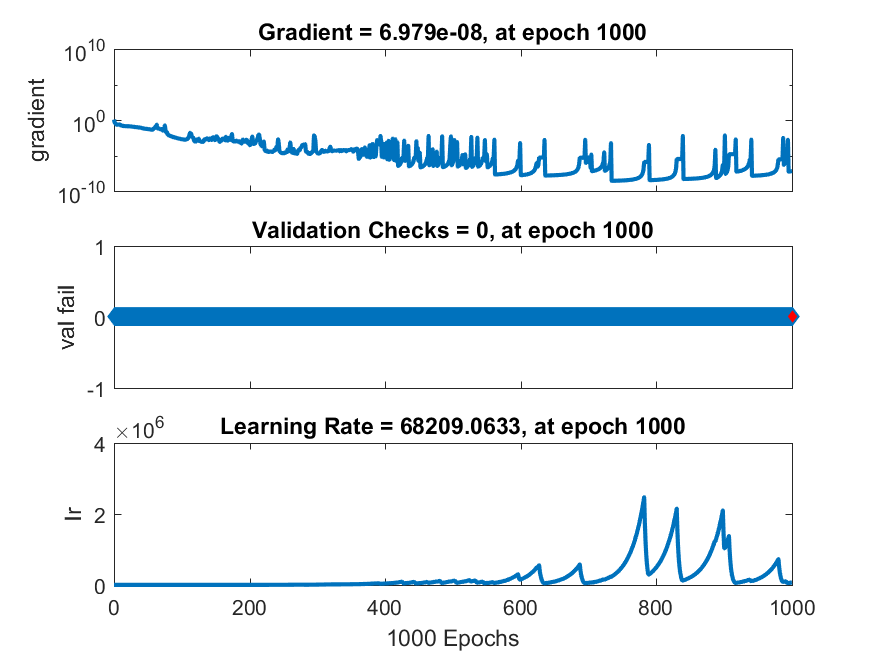 Gradient = 6.979e-08, at epoch 1000
10^10
10^0
10^-10
gradient
Validation Checks = 0, at epoch 1000
1
0
-1
val fail
Learning Rate = 68209.0633, at epoch 1000
×10^6
4
2
0
lr
0 200 400 600 800 1000
1000 Epochs